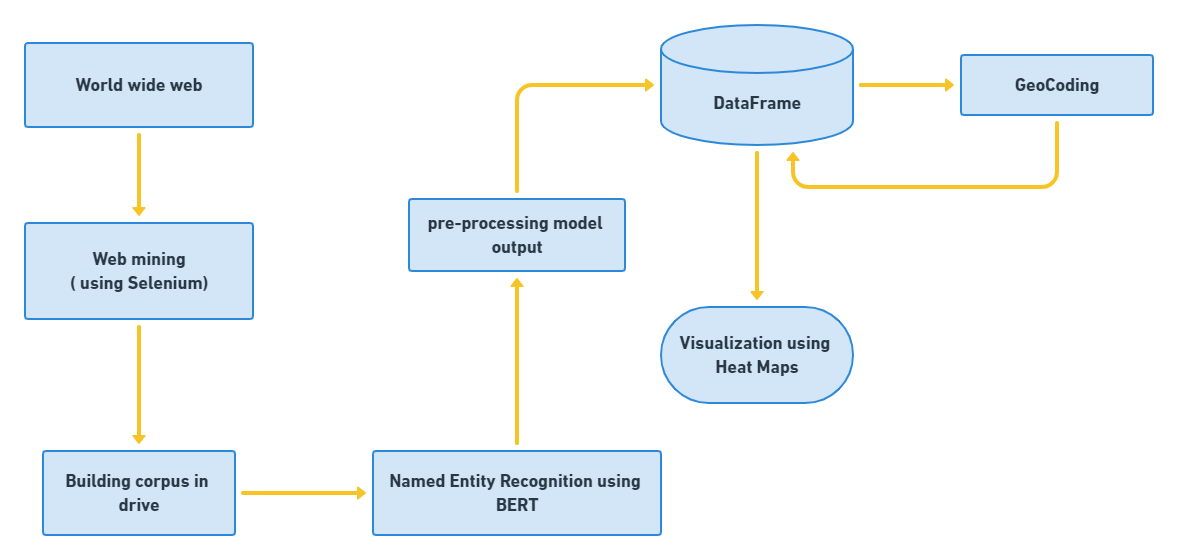 World wide web
Web mining
( using Selenium)
Building corpus in
drive
Named Entity Recognition using
BERT
pre-processing model
output
DataFrame
GeoCoding
Visualization using
Heat Maps